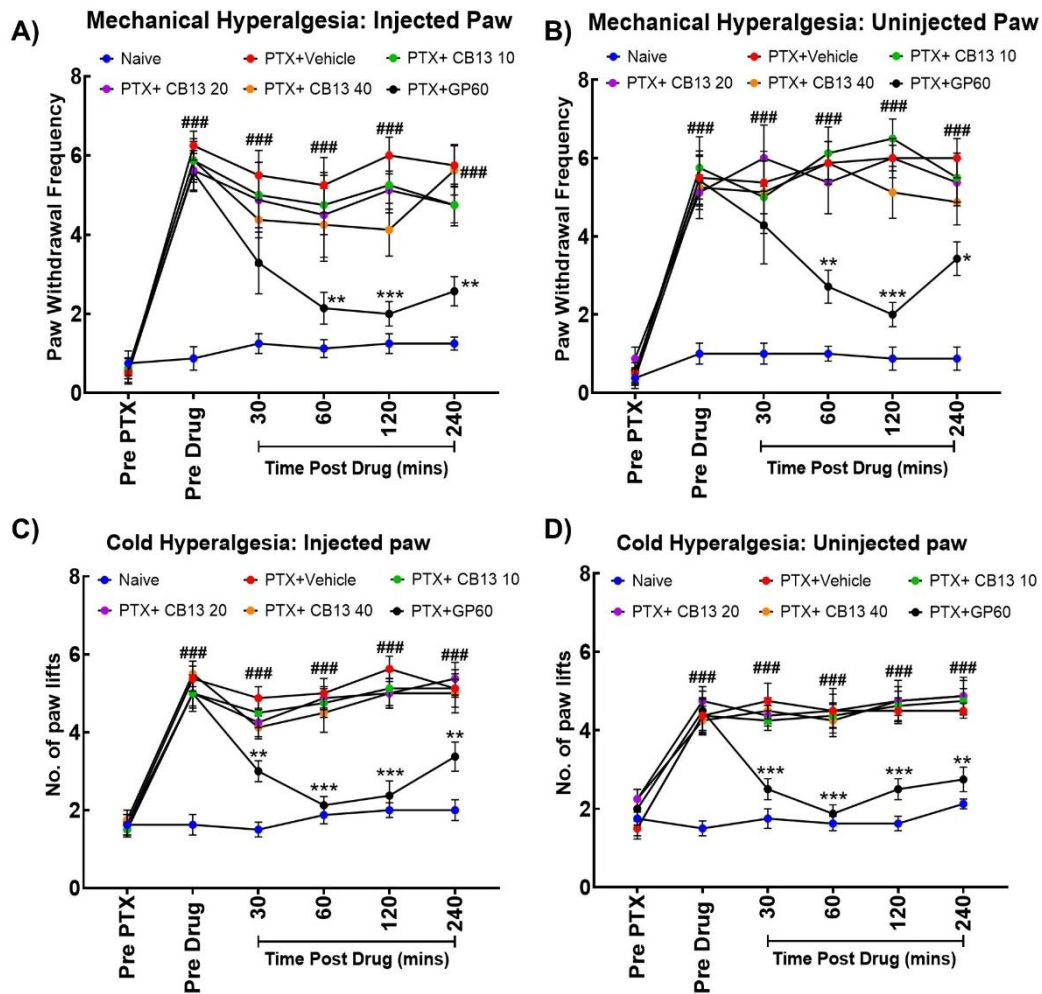 A) Mechanical Hyperalgesia: Injected Paw
Naive PTX+Vehicle PTX+ CB13 10
PTX+ CB13 20 PTX+ CB13 40 PTX+GP60
Paw Withdrawal Frequency
8
6
4
2
0
### ### ### ### ###
** *** **
Pre PTX Pre Drug 30 60 120 240
Time Post Drug (mins)
B) Mechanical Hyperalgesia: Uninjected Paw
Naive PTX+Vehicle PTX+ CB13 10
PTX+ CB13 20 PTX+ CB13 40 PTX+GP60
Paw Withdrawal Frequency
8
6
4
2
0
### ### ### ### ###
** *** *
Pre PTX Pre Drug 30 60 120 240
Time Post Drug (mins)
C) Cold Hyperalgesia: Injected paw
Naive PTX+Vehicle PTX+ CB13 10
PTX+ CB13 20 PTX+ CB13 40 PTX+GP60
No. of paw lifts
8
6
4
2
0
### ### ### ### ###
** *** *** **
Pre PTX Pre Drug 30 60 120 240
Time Post Drug (mins)
D) Cold Hyperalgesia: Uninjected paw
Naive PTX+Vehicle PTX+ CB13 10
PTX+ CB13 20 PTX+ CB13 40 PTX+GP60
No. of paw lifts
8
6
4
2
0
### ### ### ### ###
*** *** *** **
Pre PTX Pre Drug 30 60 120 240
Time Post Drug (mins)